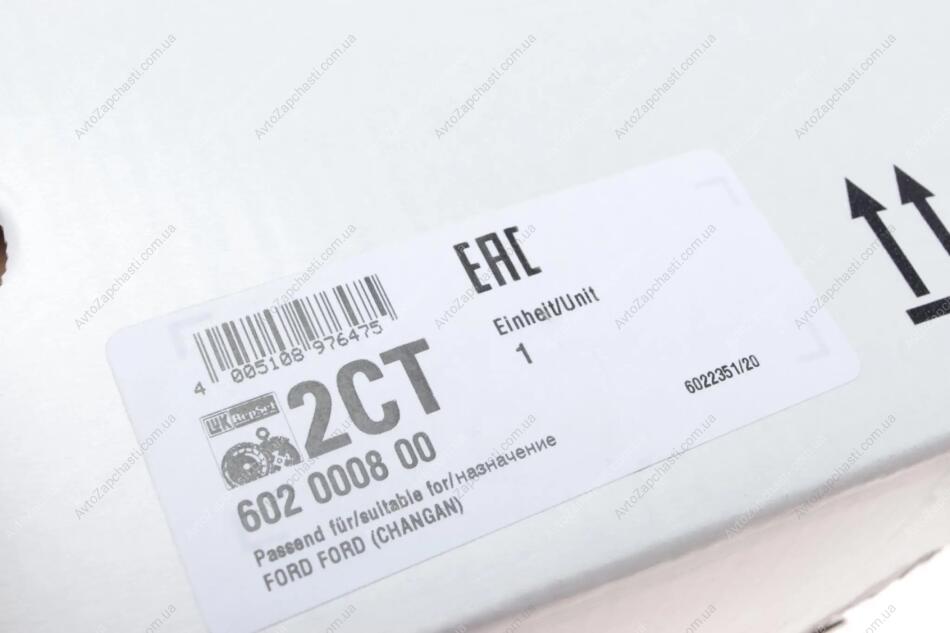 EAC
4 005108 976475
Einheit/Unit
1
LuK RepSet
2CT
6022351/20
602 0008 00
Passend für/suitable for/назначение
FORD FORD (CHANGAN)
AvtoZapchasti.com.ua